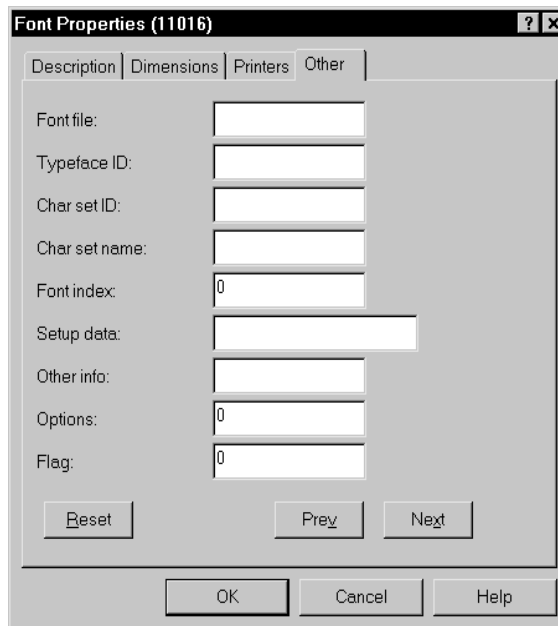 Font Properties (11016)
Description Dimensions Printers Other
Font file:
Typeface ID:
Char set ID:
Char set name:
Font index: 0
Setup data:
Other info:
Options: 0
Flag: 0
Reset Prev Next
OK Cancel Help